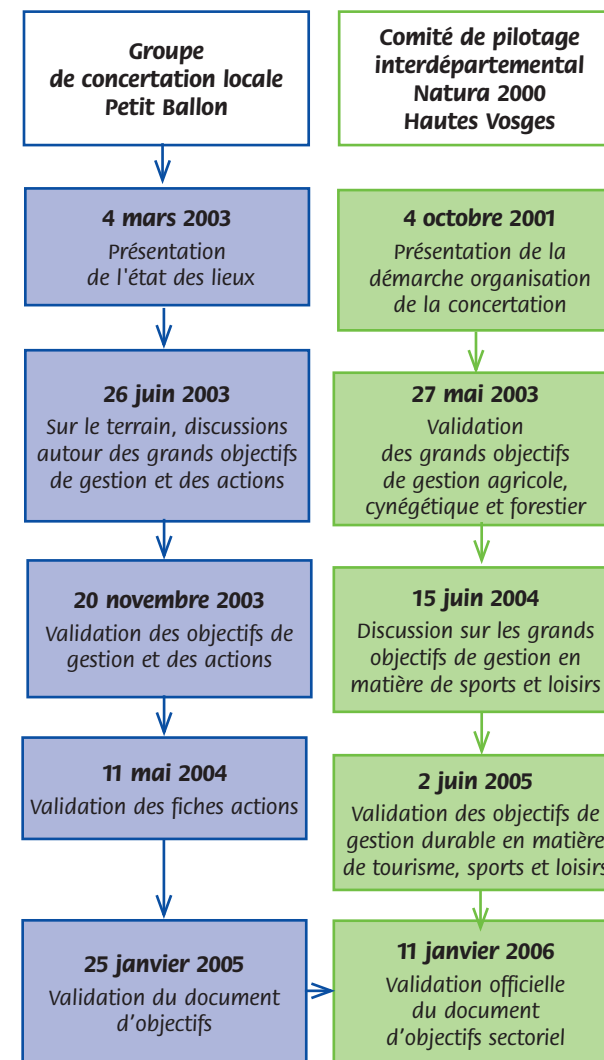 Groupe
de concertation locale
Petit Ballon
4 mars 2003
Présentation
de l'état des lieux
26 juin 2003
Sur le terrain, discussions
autour des grands objectifs
de gestion et des actions
20 novembre 2003
Validation des objectifs de
gestion et des actions
11 mai 2004
Validation des fiches actions
25 janvier 2005
Validation du document
d'objectifs
Comité de pilotage
interdépartemental
Natura 2000
Hautes Vosges
4 octobre 2001
Présentation de la
démarche organisation
de la concertation
27 mai 2003
Validation
des grands objectifs
de gestion agricole,
cynégétique et forestier
15 juin 2004
Discussion sur les grands
objectifs de gestion en
matière de sports et loisirs
2 juin 2005
Validation des objectifs de
gestion durable en matière
de tourisme, sports et loisirs
11 janvier 2006
Validation officielle
du document
d'objectifs sectoriel